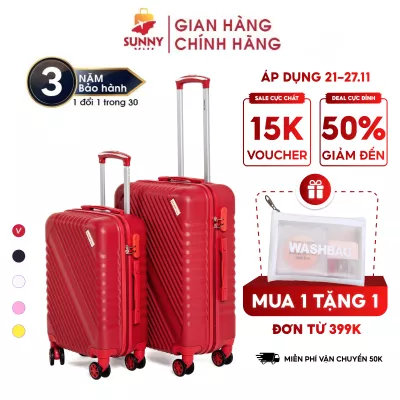 SUNNY
GIAN HÀNG
CHÍNH HÃNG
3 NĂM
Bảo hành
1 đổi 1 trong 30
ÁP DỤNG 21-27.11
SALE CỰC CHẤT
15K
VOUCHER
DEAL CỰC ĐỈNH
50%
GIẢM ĐẾN
WASHBAG
MUA 1 TẶNG 1
ĐƠN TỪ 399K
MIỄN PHÍ VẬN CHUYỂN 50K